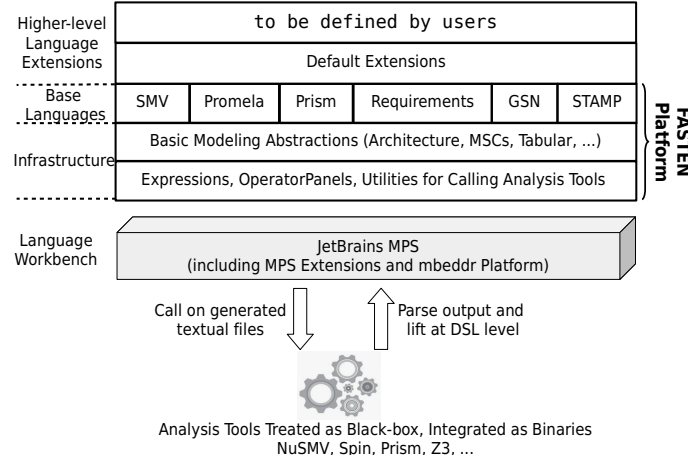 Higher-level
Language
Extensions
to be defined by users
Default Extensions
Base
Languages
SMV
Promela
Prism
Requirements
GSN
STAMP
Infrastructure
Basic Modeling Abstractions (Architecture, MSCs, Tabular, ...)
Expressions, OperatorPanels, Utilities for Calling Analysis Tools
FASTEN
Platform
Language
Workbench
JetBrains MPS
(including MPS Extensions and mbeddr Platform)
Call on generated
textual files
Parse output and
lift at DSL level
Analysis Tools Treated as Black-box, Integrated as Binaries
NuSMV, Spin, Prism, Z3, ...